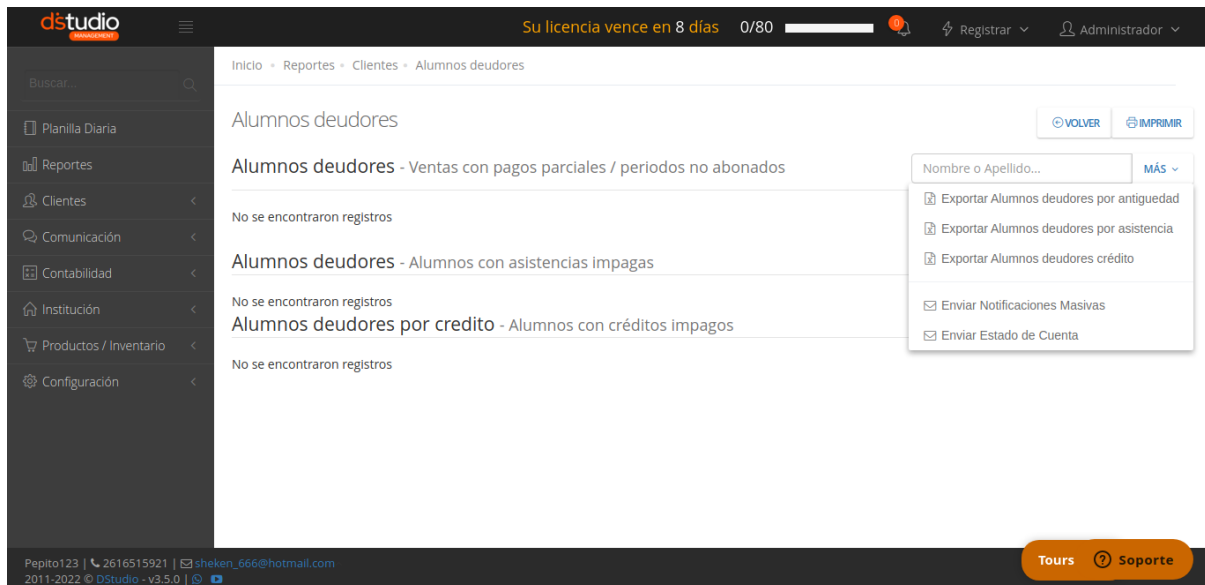 dstudio
MANAGEMENT
Su licencia vence en 8 días
0/80
0
Registrar
Administrador
Buscar...
Planilla Diaria
Reportes
Clientes
Comunicación
Contabilidad
Institución
Productos / Inventario
Configuración
Inicio
Reportes
Clientes
Alumnos deudores
Alumnos deudores
VOLVER
IMPRIMIR
Alumnos deudores - Ventas con pagos parciales / periodos no abonados
Nombre o Apellido...
MÁS
No se encontraron registros
Exportar Alumnos deudores por antiguedad
Exportar Alumnos deudores por asistencia
Exportar Alumnos deudores crédito
Enviar Notificaciones Masivas
Enviar Estado de Cuenta
Alumnos deudores - Alumnos con asistencias impagas
No se encontraron registros
Alumnos deudores por credito - Alumnos con créditos impagos
No se encontraron registros
Pepito123 | 2616515921 | sheken_666@hotmail.com
2011-2022 © DStudio - v3.5.0 |
Tours
Soporte